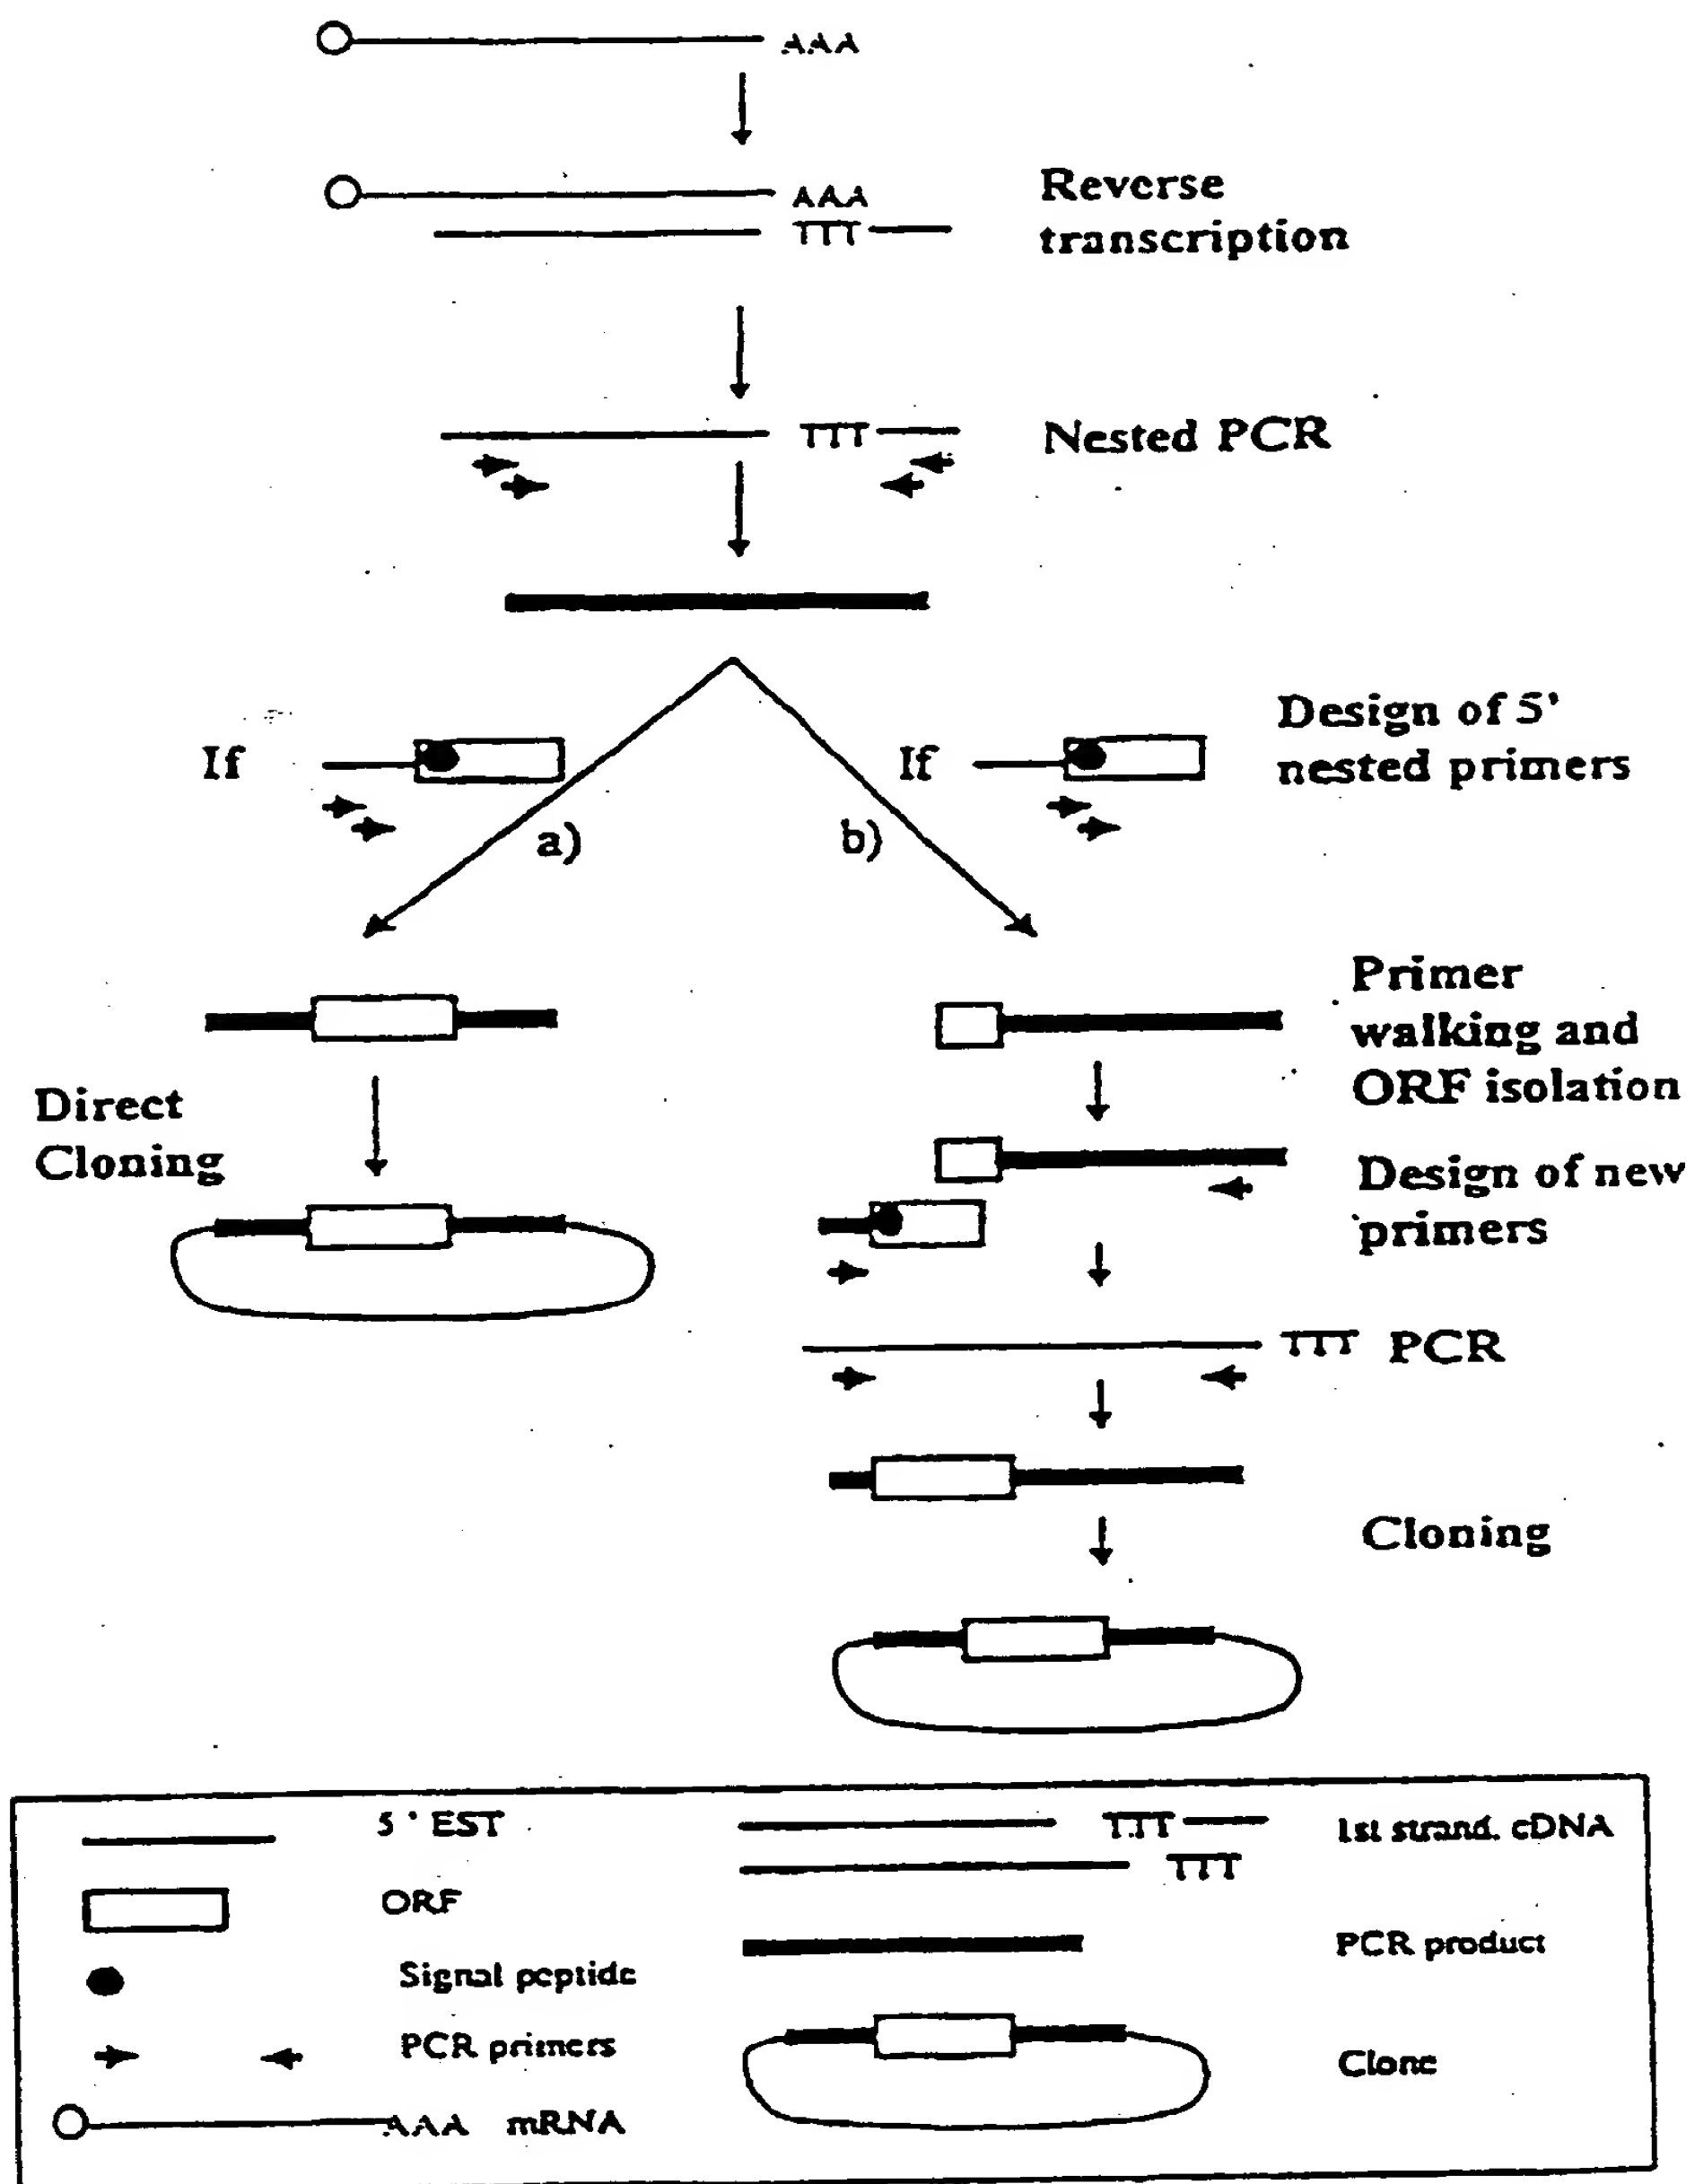 AAA
AAA
TTT
Reverse
transcription
TTT
Nested PCR
If
a)
If
b)
Design of 5'
nested primers
Direct
Cloning
Primer
walking and
ORF isolation
Design of new
primers
TTT PCR
Cloning
5' EST
ORF
Signal peptide
PCR primers
AAA mRNA
TTT
TTT
1st strand. cDNA
PCR product
Clone